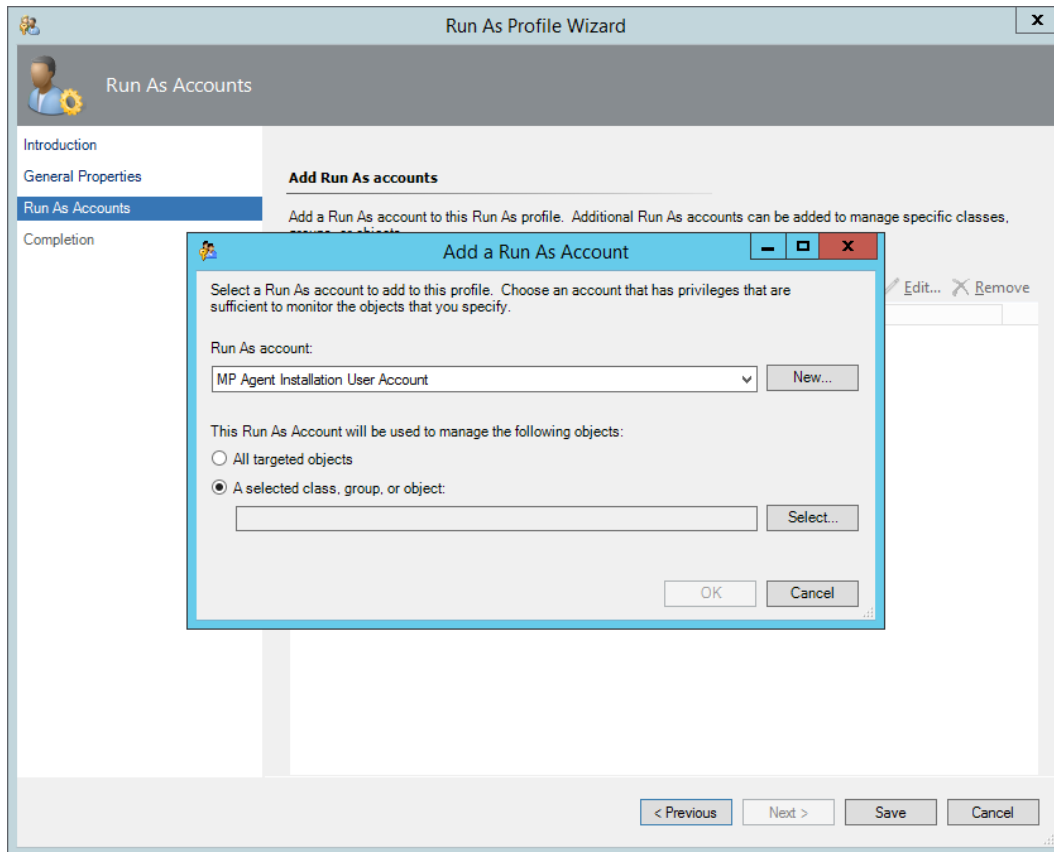 Run As Profile Wizard
x
Run As Accounts
Introduction
General Properties
Run As Accounts
Completion
Add Run As accounts
Add a Run As account to this Run As profile. Additional Run As accounts can be added to manage specific classes,
Edit... Remove
Add a Run As Account
x
Select a Run As account to add to this profile. Choose an account that has privileges that are
sufficient to monitor the objects that you specify.
Run As account:
MP Agent Installation User Account
New...
This Run As Account will be used to manage the following objects:
All targeted objects
A selected class, group, or object:
Select...
OK Cancel
< Previous Next > Save Cancel